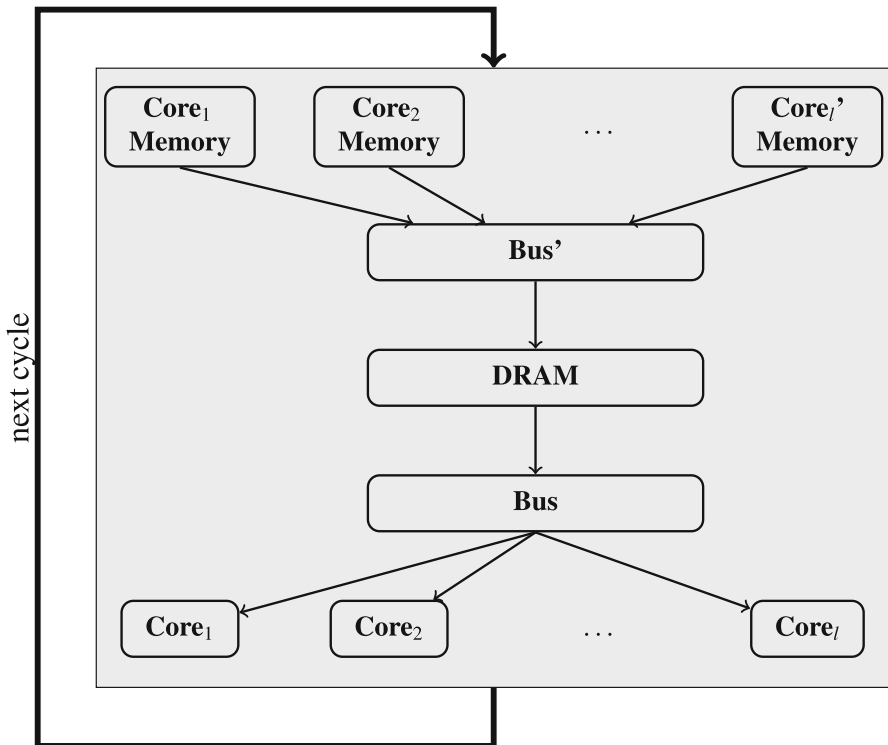 Core₁
Memory
Core₂
Memory
...
Coreₗ'
Memory
Bus'
DRAM
Bus
Core₁
Core₂
...
Coreₗ
next cycle